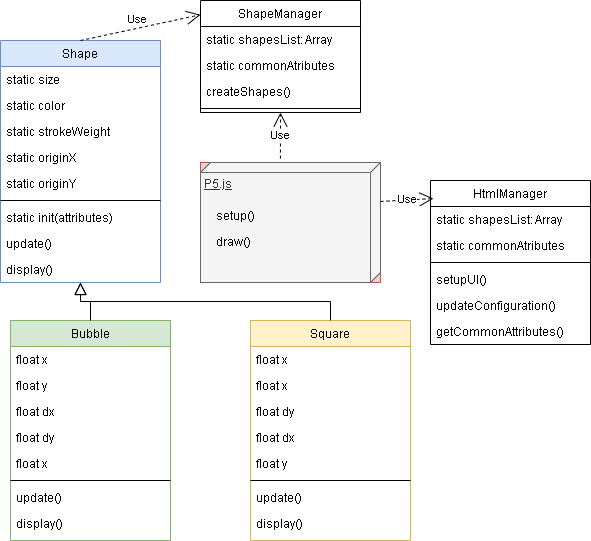 Use
ShapeManager
static shapesList: Array
static commonAtributes
createShapes()
Shape
static size
static color
static strokeWeight
static originX
static originY
static init(attributes)
update()
display()
Use
P5.js
setup()
draw()
Use
HtmlManager
static shapesList: Array
static commonAtributes
setupUI()
updateConfiguration()
getCommonAttributes()
Bubble
float x
float y
float dx
float dy
float x
update()
display()
Square
float x
float x
float dy
float dx
float y
update()
display()